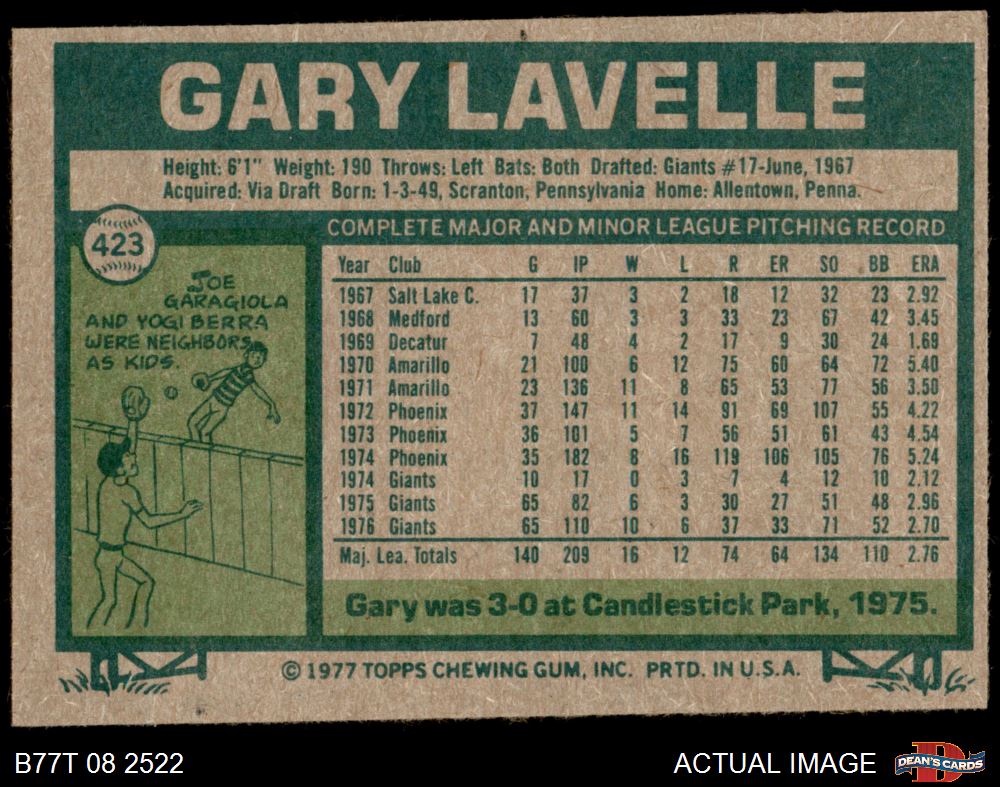 GARY LAVELLE
Height: 6'1" Weight: 190 Throws: Left Bats: Both Drafted: Giants #17-June, 1967
Acquired: Via Draft Born: 1-3-49, Scranton, Pennsylvania Home: Allentown, Penna.
423
JOE
GARAGIOLA
AND YOGI BERRA
WERE NEIGHBORS
AS KIDS.
COMPLETE MAJOR AND MINOR LEAGUE PITCHING RECORD
Year Club G IP W L R ER SO BB ERA
1967 Salt Lake C. 17 37 3 2 18 12 32 23 2.92
1968 Medford 13 60 3 3 33 23 67 42 3.45
1969 Decatur 7 48 4 2 17 9 30 24 1.69
1970 Amarillo 21 100 6 12 75 60 64 72 5.40
1971 Amarillo 23 136 11 8 65 53 77 56 3.50
1972 Phoenix 37 147 11 14 91 69 107 55 4.22
1973 Phoenix 36 101 5 7 56 51 61 43 4.54
1974 Phoenix 35 182 8 16 119 106 105 76 5.24
1974 Giants 10 17 0 3 7 4 12 10 2.12
1975 Giants 65 82 6 3 30 27 51 48 2.96
1976 Giants 65 110 10 6 37 33 71 52 2.70
Maj. Lea. Totals 140 209 16 12 74 64 134 110 2.76
Gary was 3-0 at Candlestick Park, 1975.
© 1977 TOPPS CHEWING GUM, INC. PRTD. IN U.S.A.
B77T 08 2522
ACTUAL IMAGE
DEAN'S CARDS